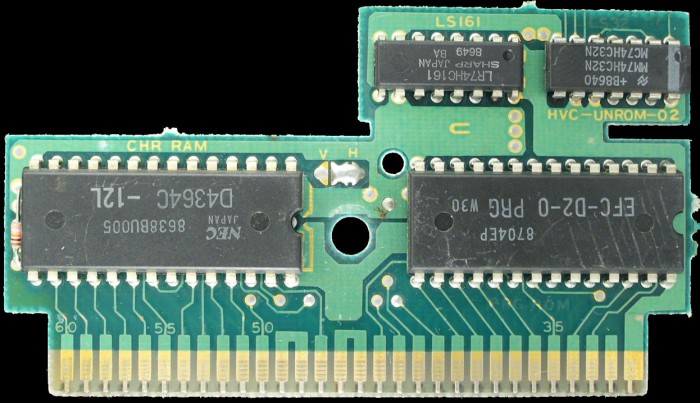 LS161
LS32
LR74HC161
SHARP JAPAN
8649 BA
+B8640
MM74HC32N
MC74HC32N
HVC-UNROM-02
U
CHR RAM
V H
NEC
JAPAN
8638BU005
D4364C -12L
8704EP
EFC-D2-0 PRG W30
PRG ROM
60 55 50 35